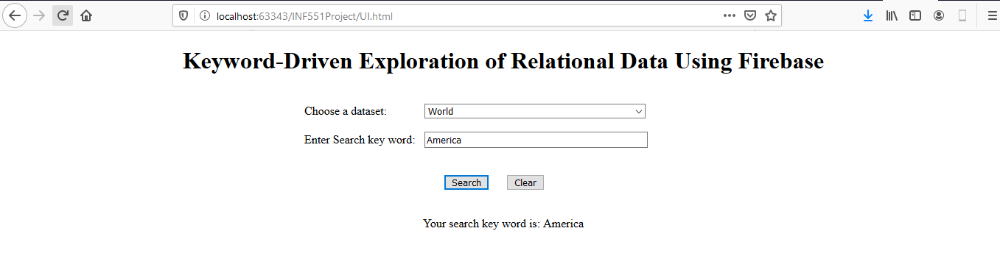 localhost:63343/INF551Project/UI.html
Keyword-Driven Exploration of Relational Data Using Firebase
Choose a dataset: World
Enter Search key word: America
Search Clear
Your search key word is: America